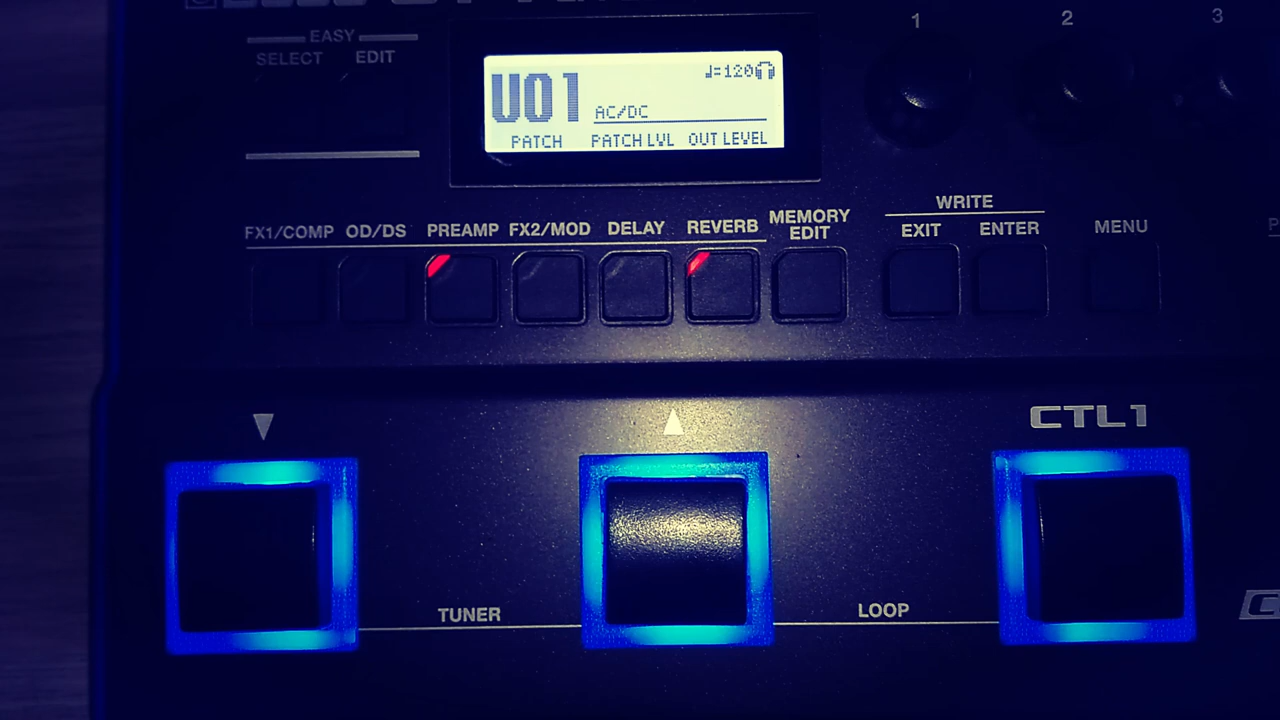 EASY
SELECT EDIT
1 2 3
♩=120
U01
AC/DC
PATCH PATCH LVL OUT LEVEL
WRITE
FX1/COMP OD/DS PREAMP FX2/MOD DELAY REVERB MEMORY EDIT EXIT ENTER MENU
CTL1
TUNER LOOP